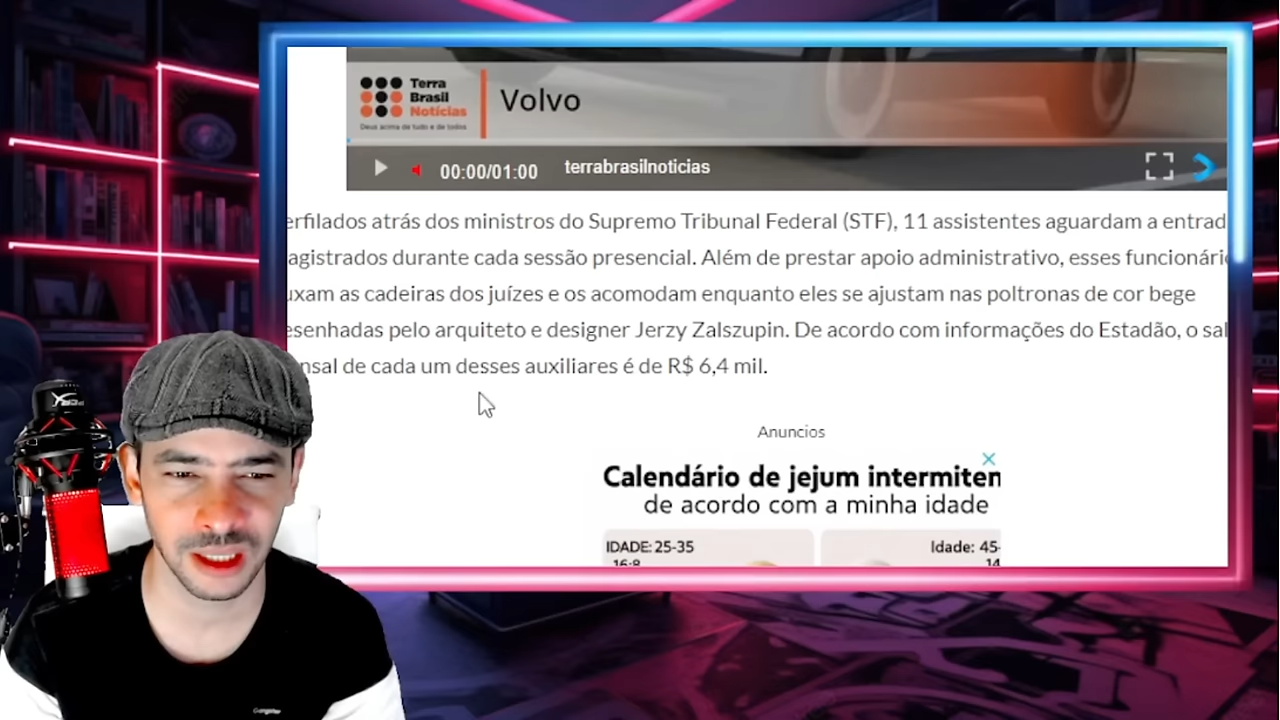 Terra
Brasil
Notícias
Deus acima de tudo e de todos
Volvo
00:00/01:00
terrabrasilnoticias
erfilados atrás dos ministros do Supremo Tribunal Federal (STF), 11 assistentes aguardam a entrad
agistrados durante cada sessão presencial. Além de prestar apoio administrativo, esses funcionári
uxam as cadeiras dos juízes e os acomodam enquanto eles se ajustam nas poltronas de cor bege
esenhadas pelo arquiteto e designer Jerzy Zalszupin. De acordo com informações do Estadão, o sal
nsal de cada um desses auxiliares é de R$ 6,4 mil.
Anuncios
Calendário de jejum intermiten
de acordo com a minha idade
IDADE: 25-35
Idade: 45-
16:8
14